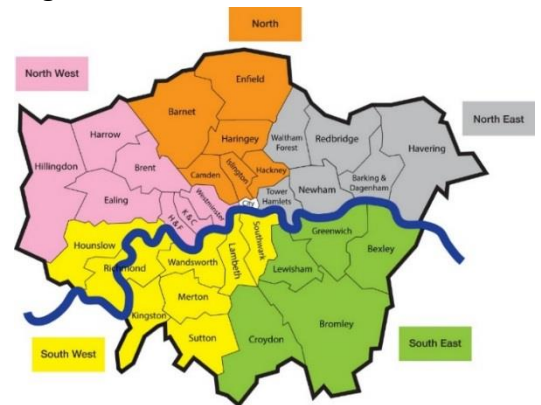 North
North West
Enfield
Barnet
North East
Harrow
Haringey
Waltham
Forest
Redbridge
Havering
Hillingdon
Brent
Camden
Islington
Hackney
Barking &
Dagenham
Ealing
Westminster
K & C
H & F
City
Tower
Hamlets
Newham
Hounslow
Richmond
Wandsworth
Lambeth
Southwark
Greenwich
Bexley
Lewisham
Merton
Kingston
Sutton
Croydon
Bromley
South West
South East